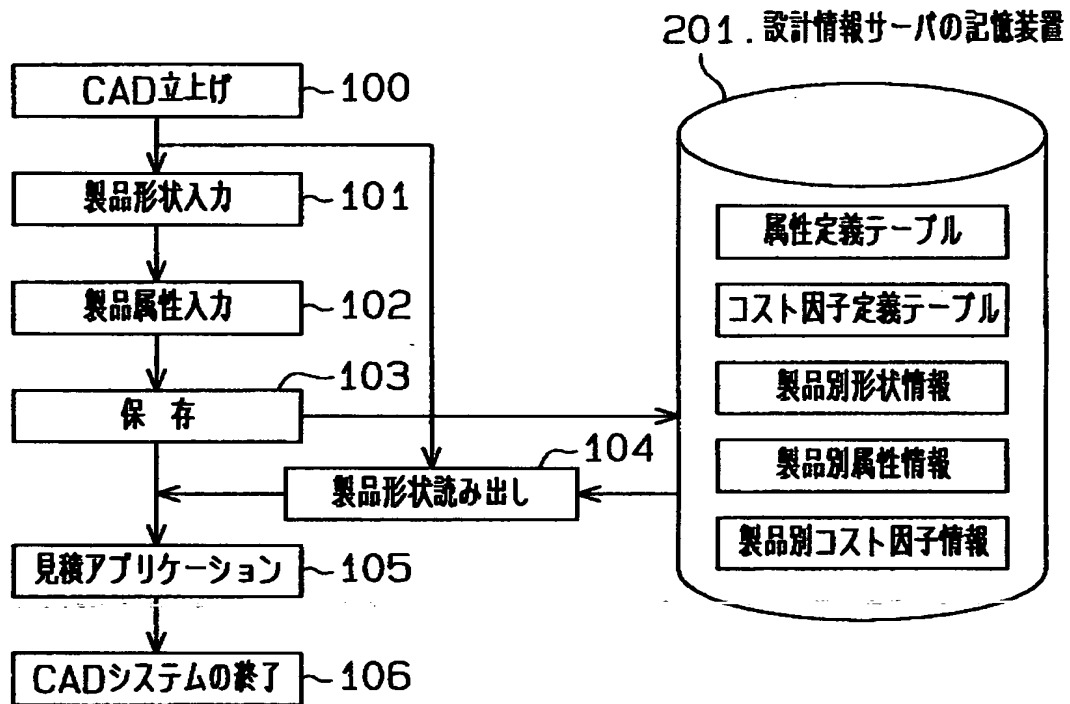 201.設計情報サーバの記憶装置
CAD立上げ 100
製品形状入力 101
製品属性入力 102
保 存 103
製品形状読み出し 104
見積アプリケーション 105
CADシステムの終了 106
属性定義テーブル
コスト因子定義テーブル
製品別形状情報
製品別属性情報
製品別コスト因子情報